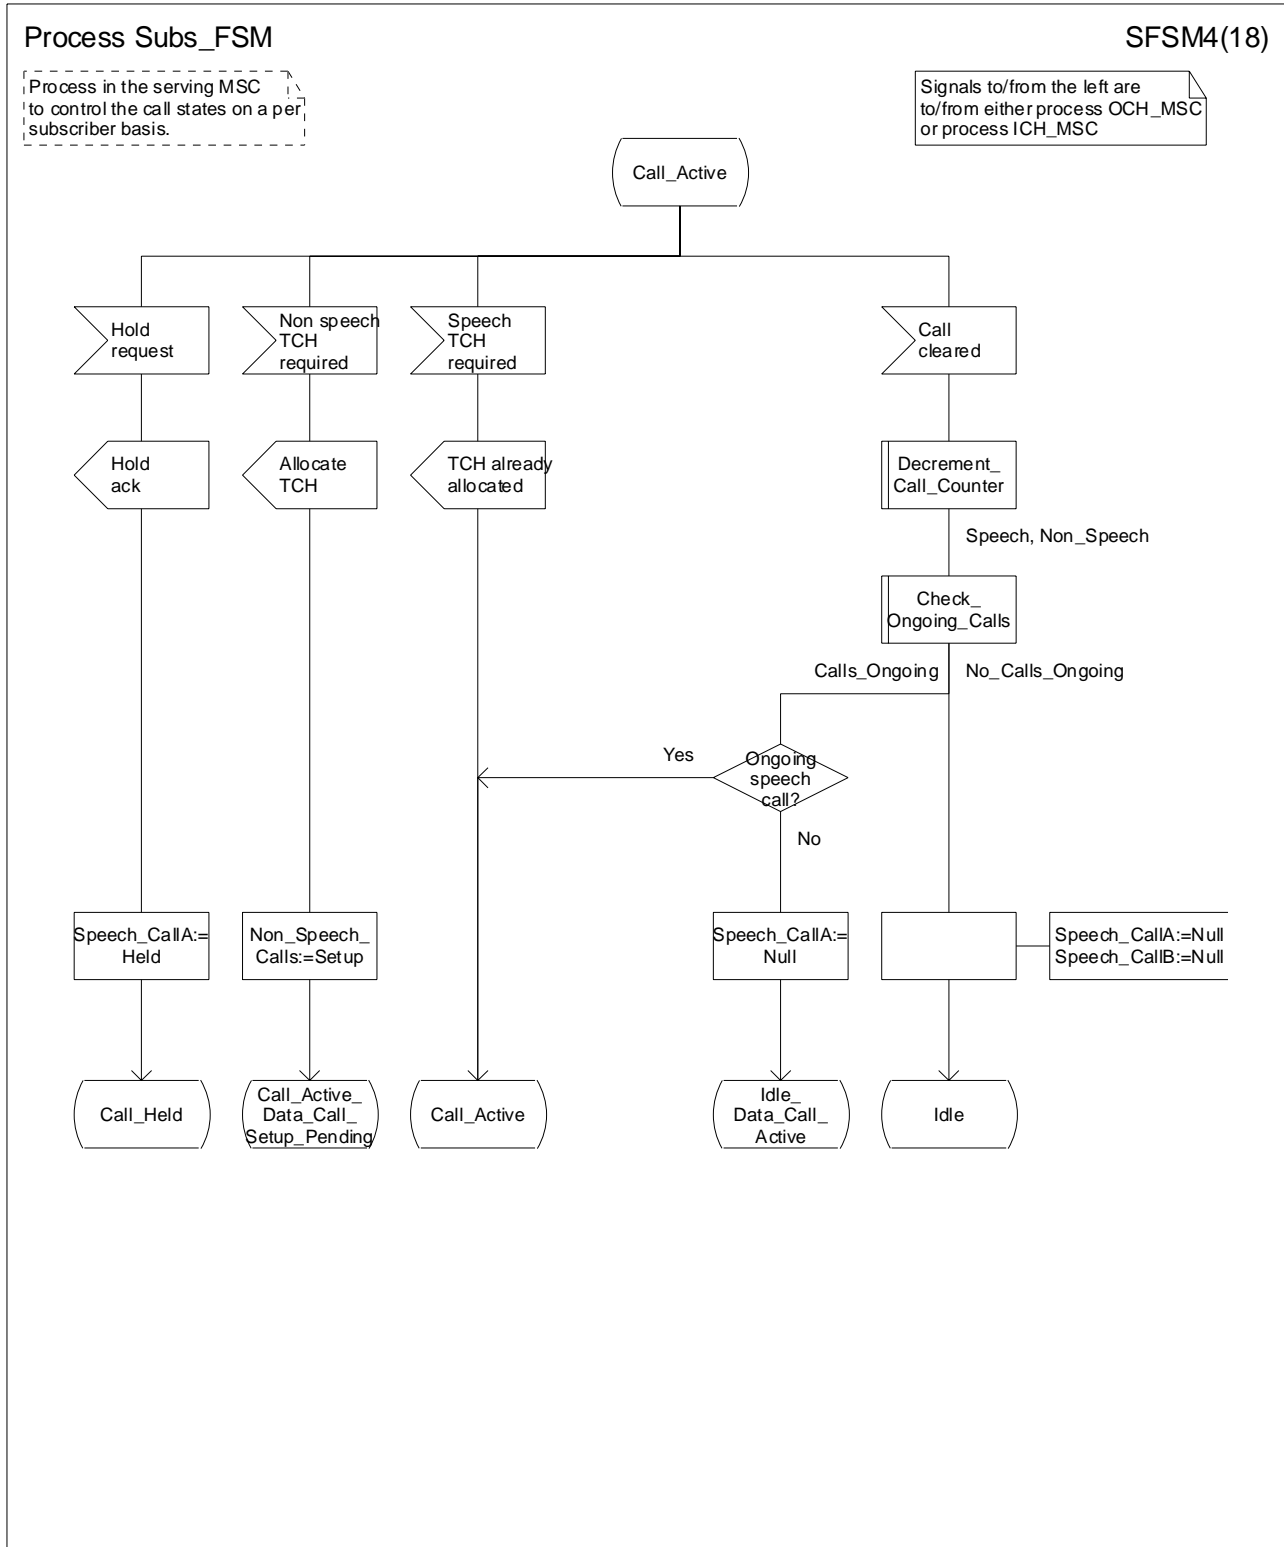 Process Subs_FSM
SFSM4(18)
Process in the serving MSC
to control the call states on a per
subscriber basis.
Signals to/from the left are
to/from either process OCH_MSC
or process ICH_MSC
Call_Active
Hold
request
Non speech
TCH
required
Speech
TCH
required
Call
cleared
Hold
ack
Allocate
TCH
TCH already
allocated
Decrement_
Call_Counter
Speech, Non_Speech
Check_
Ongoing_Calls
Calls_Ongoing
No_Calls_Ongoing
Yes
Ongoing
speech
call?
No
Speech_CallA:=
Held
Non_Speech_
Calls:=Setup
Speech_CallA:=
Null
Speech_CallA:=Null
Speech_CallB:=Null
Call_Held
Call_Active_
Data_Call_
Setup_Pending
Call_Active
Idle_
Data_Call_
Active
Idle